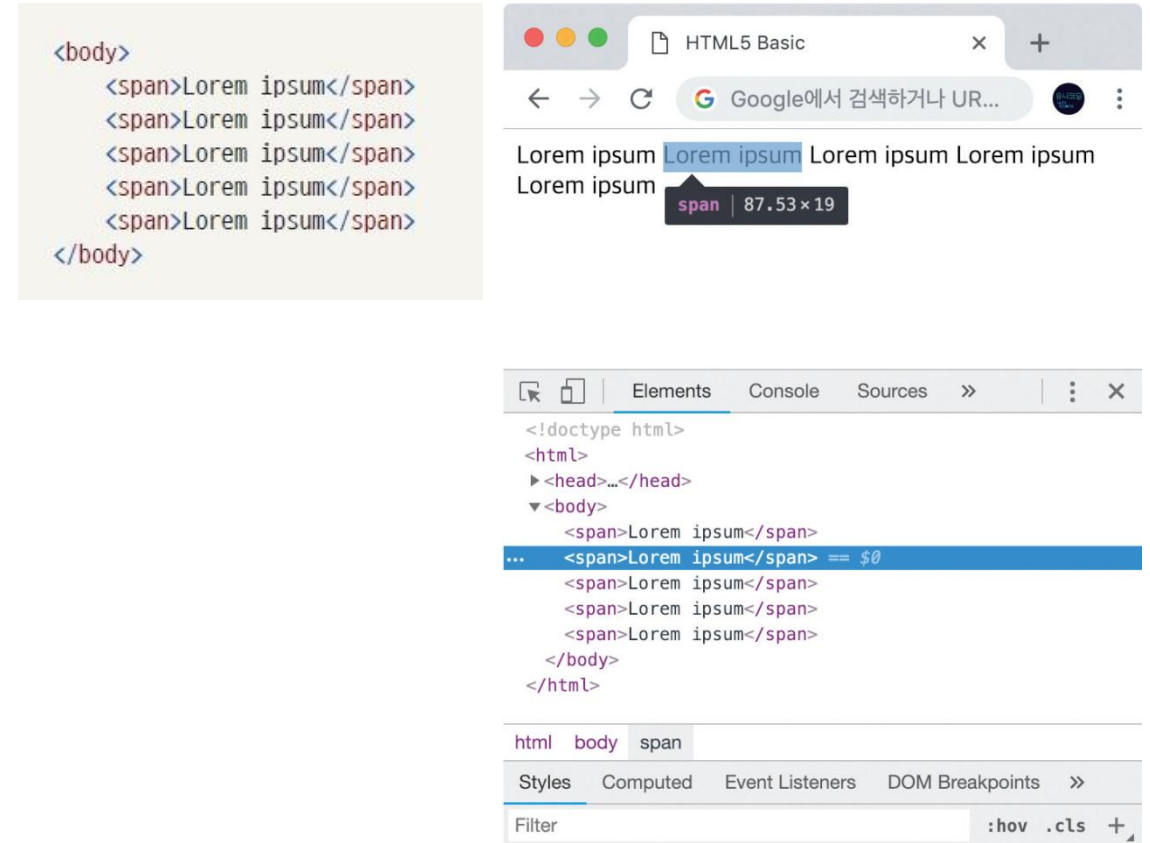 <body>
<span>Lorem ipsum</span>
<span>Lorem ipsum</span>
<span>Lorem ipsum</span>
<span>Lorem ipsum</span>
<span>Lorem ipsum</span>
</body>
HTML5 Basic
Google에서 검색하거나 UR...
Lorem ipsum Lorem ipsum Lorem ipsum Lorem ipsum
Lorem ipsum
span | 87.53×19
Elements Console Sources »
<!doctype html>
<html>
<head>…</head>
<body>
<span>Lorem ipsum</span>
<span>Lorem ipsum</span> == $0
<span>Lorem ipsum</span>
<span>Lorem ipsum</span>
<span>Lorem ipsum</span>
</body>
</html>
html body span
Styles Computed Event Listeners DOM Breakpoints »
Filter :hov .cls +